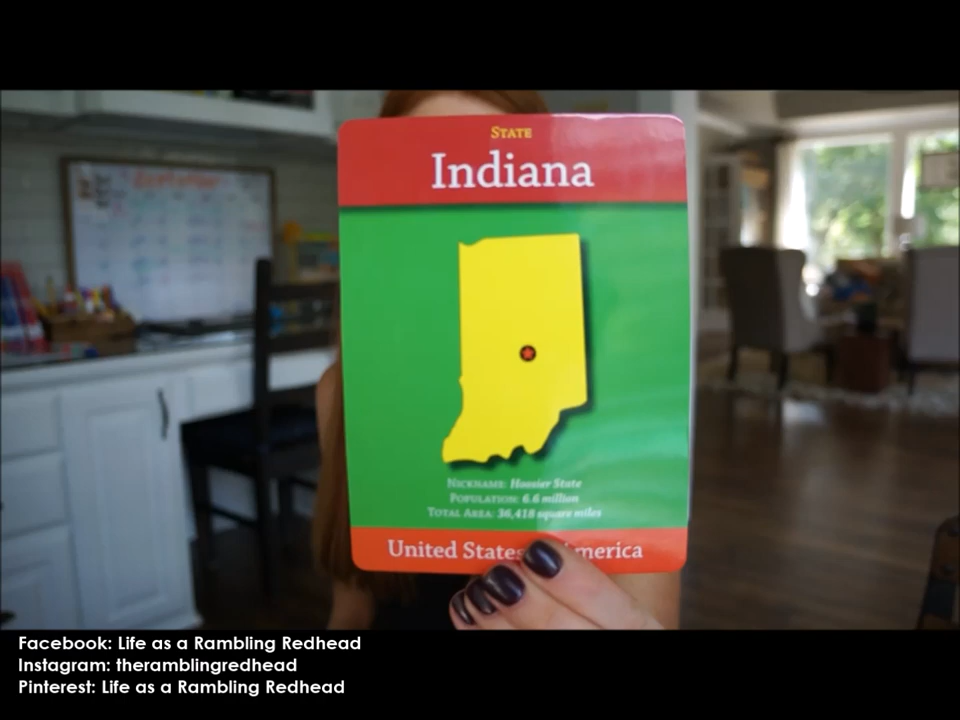 STATE
Indiana
NICKNAME: Hoosier State
POPULATION: 6.6 million
TOTAL AREA: 36,418 square miles
United States merica
Facebook: Life as a Rambling Redhead
Instagram: theramblingredhead
Pinterest: Life as a Rambling Redhead